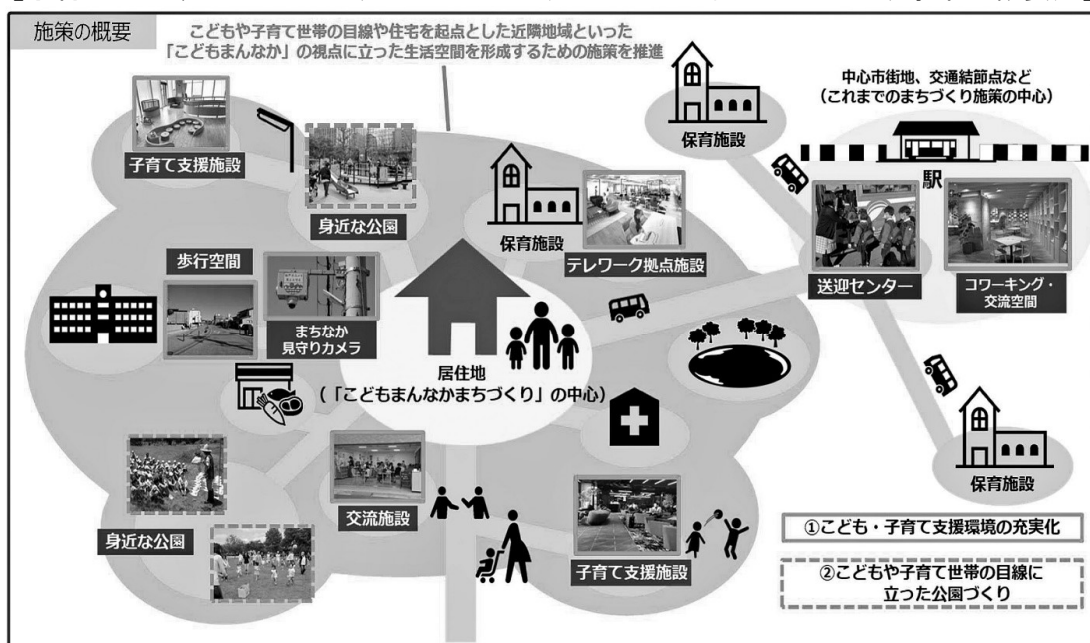 施策の概要
こどもや子育て世帯の目線や住宅を起点とした近隣地域といった
「こどもまんなか」の視点に立った生活空間を形成するための施策を推進
中心市街地、交通結節点など
（これまでのまちづくり施策の中心）
保育施設
駅
子育て支援施設
身近な公園
保育施設
テレワーク拠点施設
送迎センター
コワーキング・
交流空間
歩行空間
まちなか
見守りカメラ
居住地
（「こどもまんなかまちづくり」の中心）
保育施設
身近な公園
交流施設
子育て支援施設
①こども・子育て支援環境の充実化
②こどもや子育て世帯の目線に
立った公園づくり